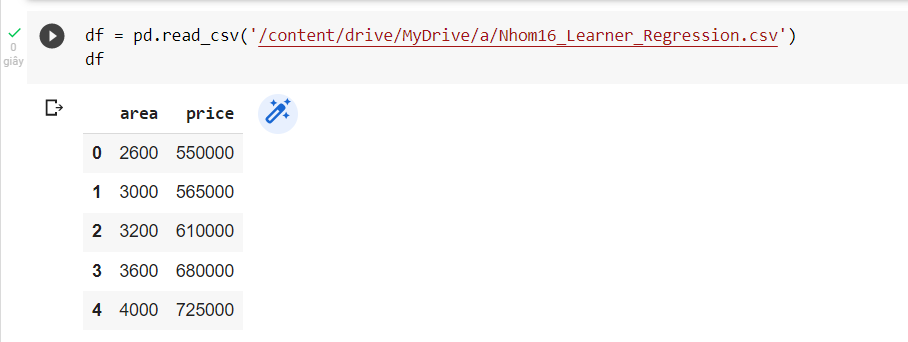 df = pd.read_csv('/content/drive/MyDrive/a/Nhom16_Learner_Regression.csv')
0
giây
df
area price
0 2600 550000
1 3000 565000
2 3200 610000
3 3600 680000
4 4000 725000